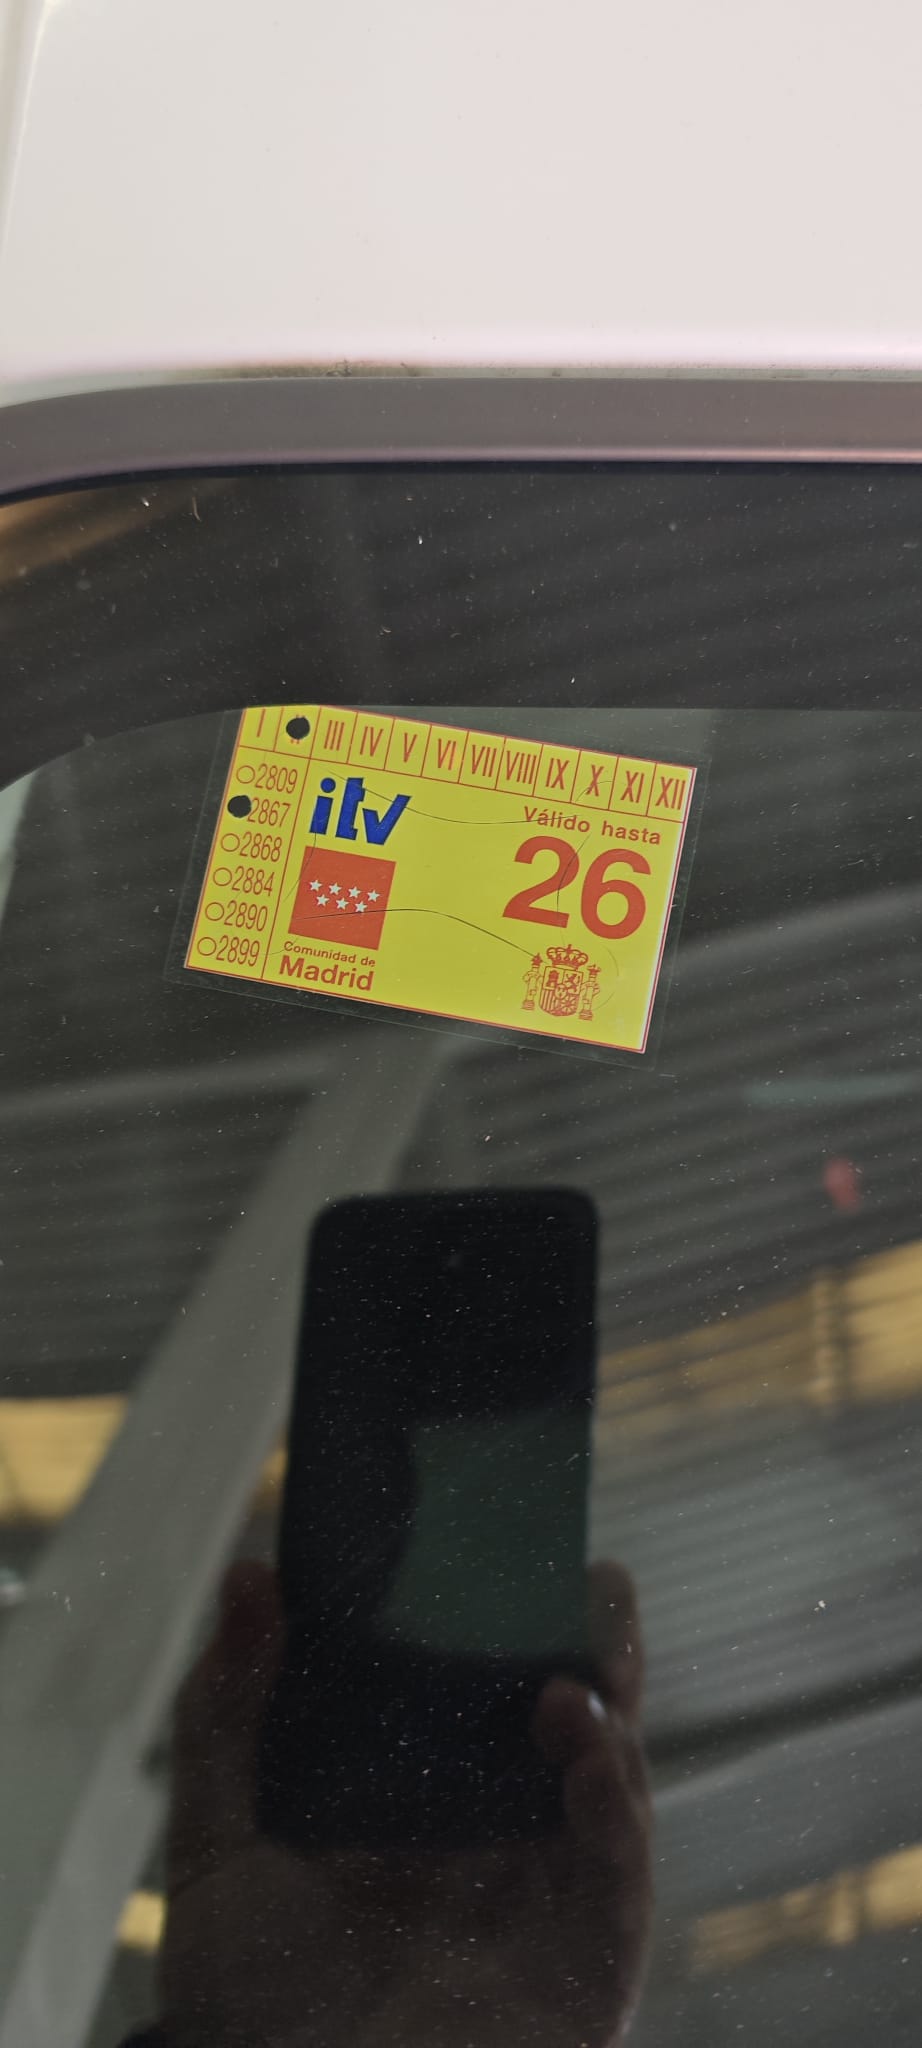 I III IV V VI VII VIII IX X XI XII
2809
2867
2868
2884
2890
2899
itv
Válido hasta
26
Comunidad de
Madrid